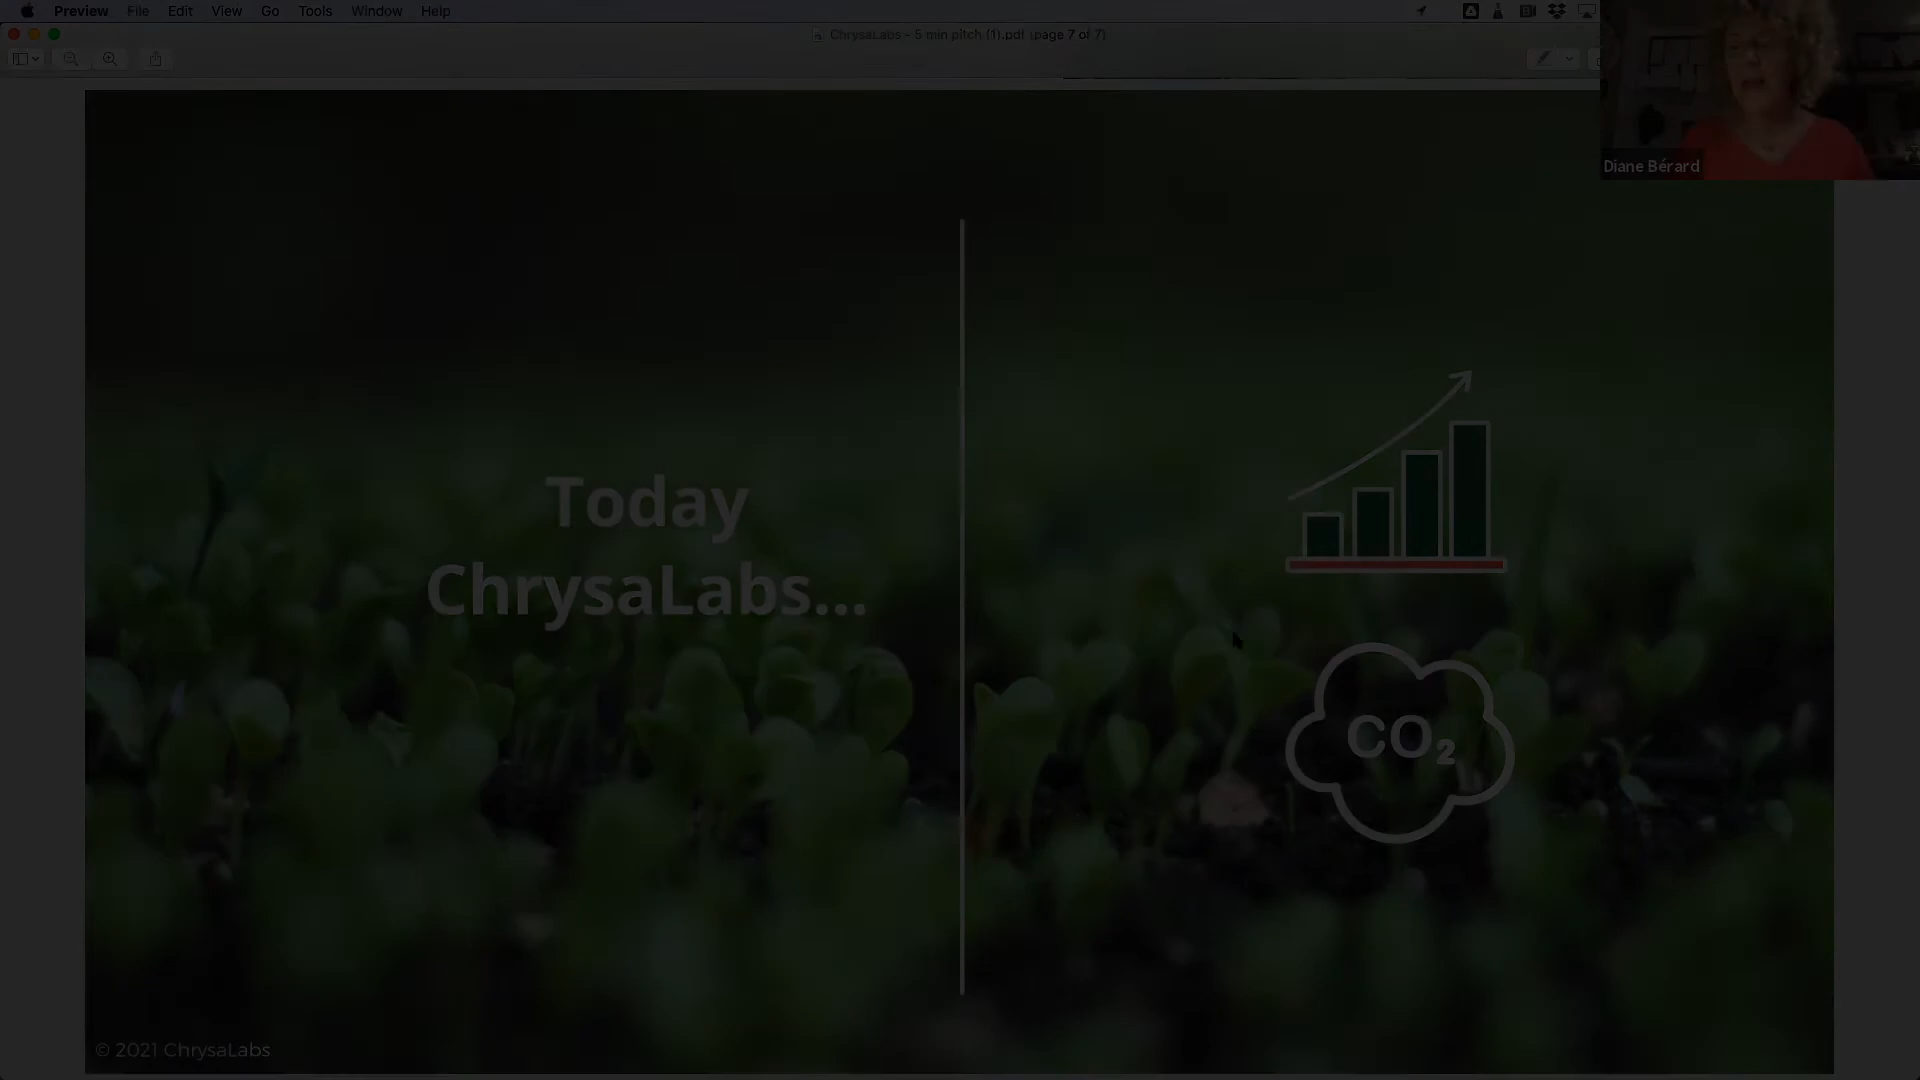 Preview File Edit View Go Tools Window Help
ChrysaLabs - 5 min pitch (1).pdf (page 7 of 7)
Diane Bérard
Today
ChrysaLabs...
CO₂
© 2021 ChrysaLabs